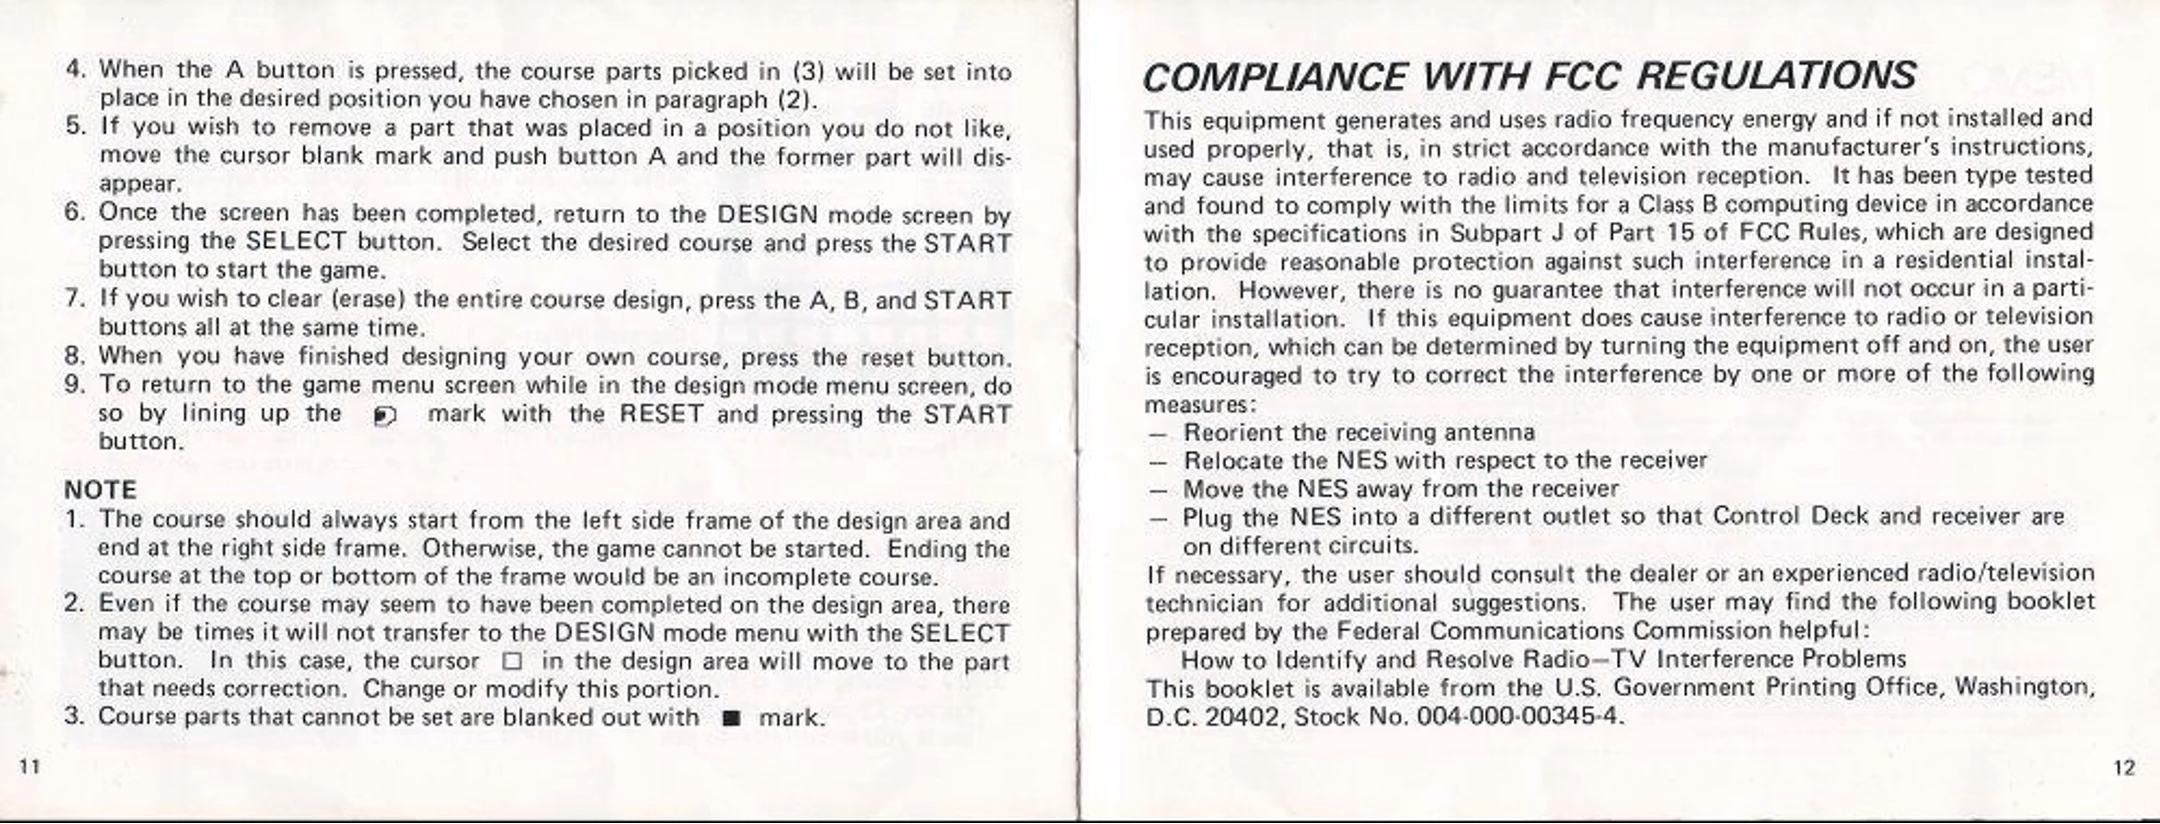 4. When the A button is pressed, the course parts picked in (3) will be set into
place in the desired position you have chosen in paragraph (2).
5. If you wish to remove a part that was placed in a position you do not like,
move the cursor blank mark and push button A and the former part will dis-
appear.
6. Once the screen has been completed, return to the DESIGN mode screen by
pressing the SELECT button. Select the desired course and press the START
button to start the game.
7. If you wish to clear (erase) the entire course design, press the A, B, and START
buttons all at the same time.
8. When you have finished designing your own course, press the reset button.
9. To return to the game menu screen while in the design mode menu screen, do
so by lining up the mark with the RESET and pressing the START
button.
NOTE
1. The course should always start from the left side frame of the design area and
end at the right side frame. Otherwise, the game cannot be started. Ending the
course at the top or bottom of the frame would be an incomplete course.
2. Even if the course may seem to have been completed on the design area, there
may be times it will not transfer to the DESIGN mode menu with the SELECT
button. In this case, the cursor □ in the design area will move to the part
that needs correction. Change or modify this portion.
3. Course parts that cannot be set are blanked out with ■ mark.
11
COMPLIANCE WITH FCC REGULATIONS
This equipment generates and uses radio frequency energy and if not installed and
used properly, that is, in strict accordance with the manufacturer's instructions,
may cause interference to radio and television reception. It has been type tested
and found to comply with the limits for a Class B computing device in accordance
with the specifications in Subpart J of Part 15 of FCC Rules, which are designed
to provide reasonable protection against such interference in a residential instal-
lation. However, there is no guarantee that interference will not occur in a parti-
cular installation. If this equipment does cause interference to radio or television
reception, which can be determined by turning the equipment off and on, the user
is encouraged to try to correct the interference by one or more of the following
measures:
— Reorient the receiving antenna
— Relocate the NES with respect to the receiver
— Move the NES away from the receiver
— Plug the NES into a different outlet so that Control Deck and receiver are
on different circuits.
If necessary, the user should consult the dealer or an experienced radio/television
technician for additional suggestions. The user may find the following booklet
prepared by the Federal Communications Commission helpful:
How to Identify and Resolve Radio—TV Interference Problems
This booklet is available from the U.S. Government Printing Office, Washington,
D.C. 20402, Stock No. 004-000-00345-4.
12